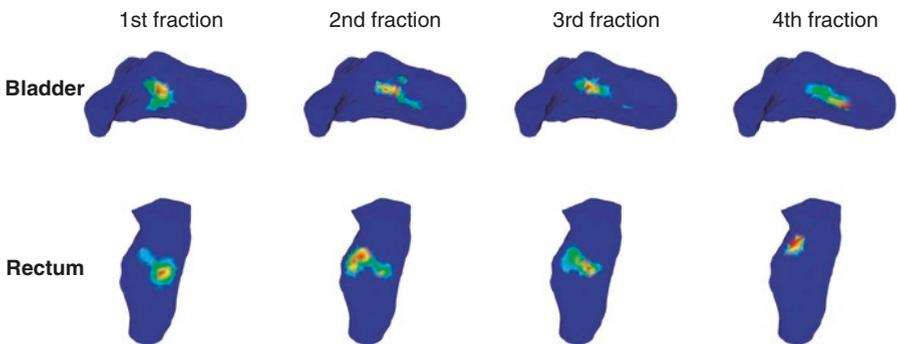 1st fraction 2nd fraction 3rd fraction 4th fraction
Bladder
Rectum